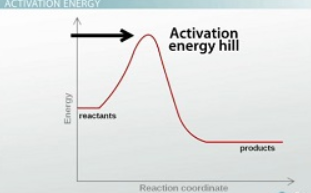 ACTIVATION ENERGY
Activation
energy hill
Energy
reactants
products
Reaction coordinate